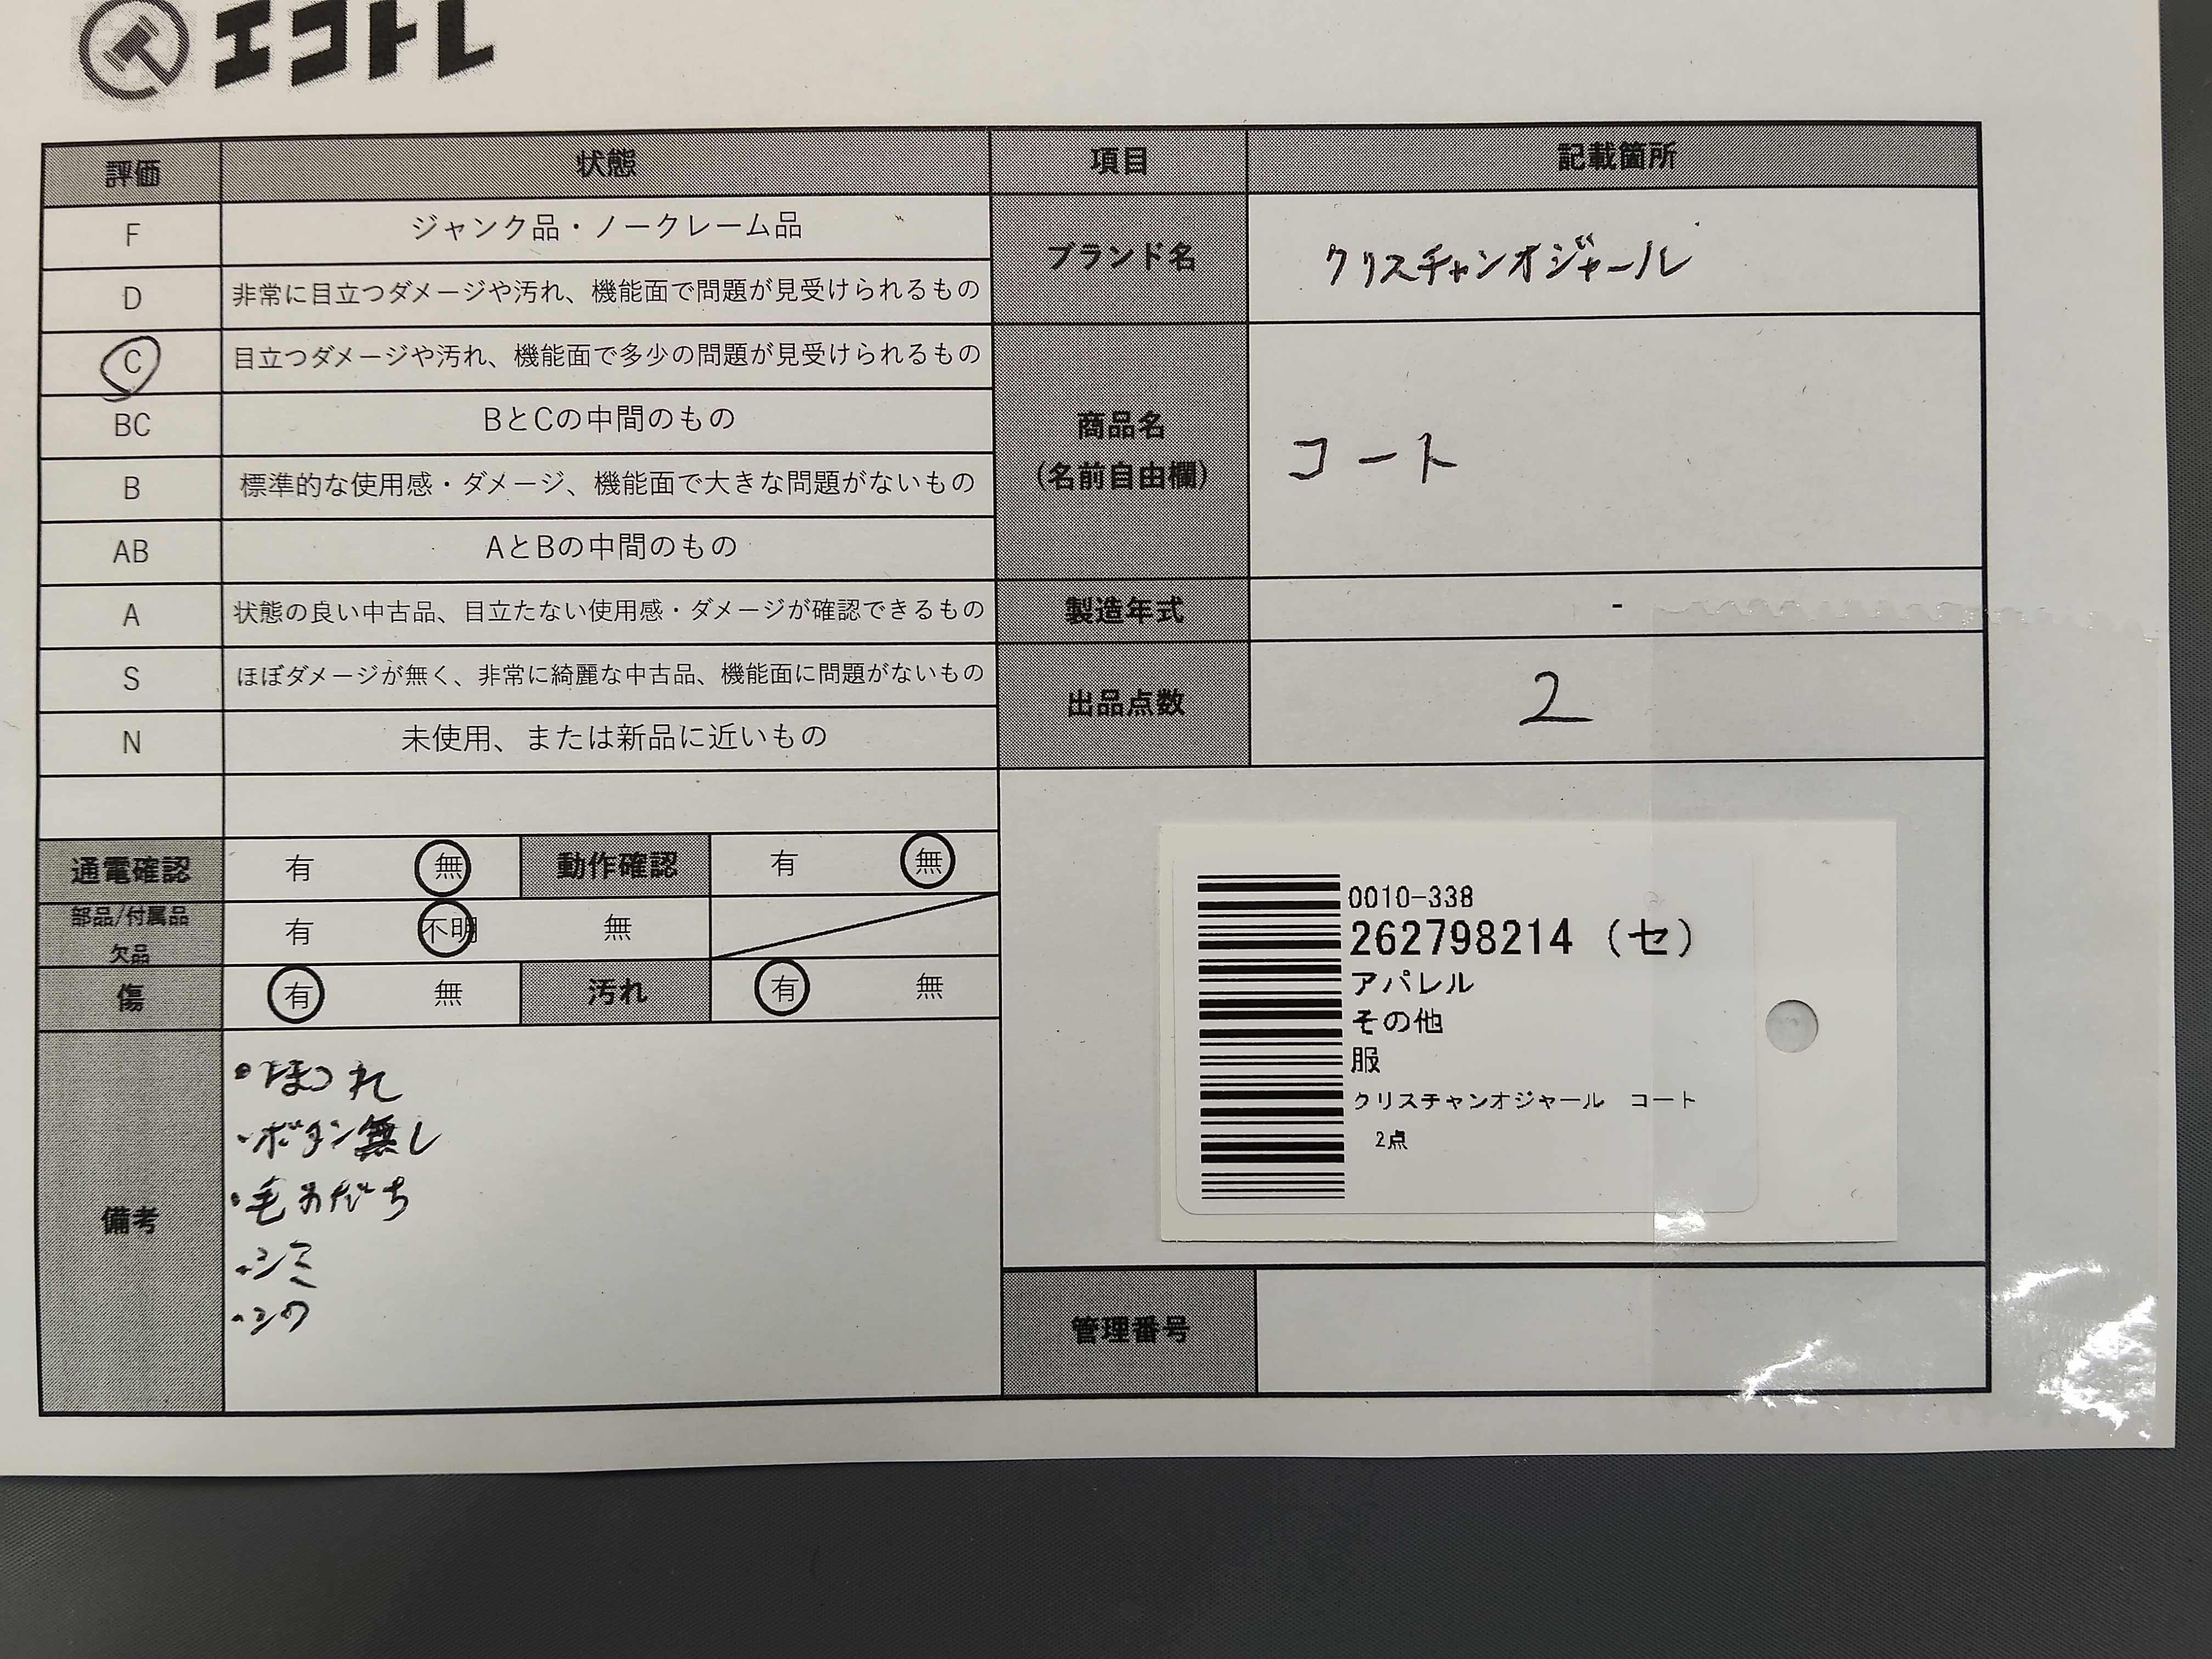 エコトレ
評価 状態 項目 記載箇所
F ジャンク品・ノークレーム品
D 非常に目立つダメージや汚れ、機能面で問題が見受けられるもの
C 目立つダメージや汚れ、機能面で多少の問題が見受けられるもの
BC BとCの中間のもの
B 標準的な使用感・ダメージ、機能面で大きな問題がないもの
AB AとBの中間のもの
A 状態の良い中古品、目立たない使用感・ダメージが確認できるもの
S ほぼダメージが無く、非常に綺麗な中古品、機能面に問題がないもの
N 未使用、または新品に近いもの
ブランド名 クリスチャンオジャール
商品名
(名前自由欄)
コート
製造年式 -
出品点数 2
通電確認 有 無 動作確認 有 無
部品/付属品
欠品
有 不明 無
傷 有 無 汚れ 有 無
備考
・ほつれ
・ボタン無し
・毛おだち
・シミ
・シワ
0010-338
262798214 (セ)
アパレル
その他
服
クリスチャンオジャール コート
2点
管理番号